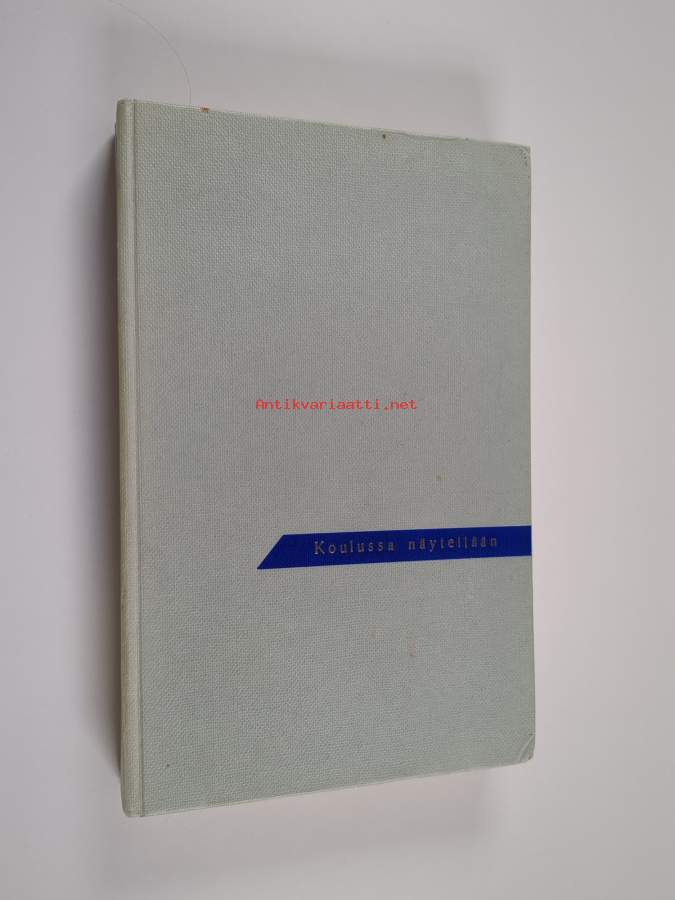 Antikvariaatti.net
Koulussa näytellään